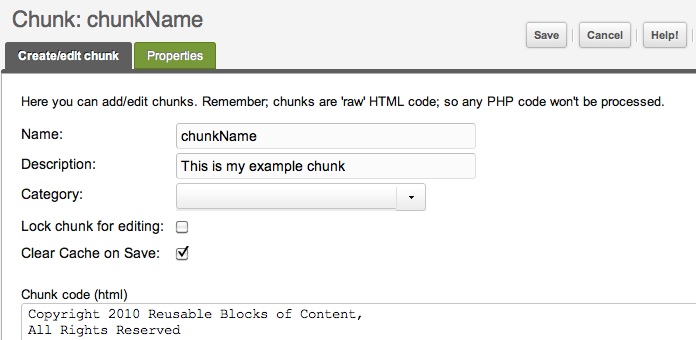 Chunk: chunkName
Save
Cancel
Help!
Create/edit chunk
Properties
Here you can add/edit chunks. Remember; chunks are 'raw' HTML code; so any PHP code won't be processed.
Name:
chunkName
Description:
This is my example chunk
Category:
Lock chunk for editing:
Clear Cache on Save:
Chunk code (html)
Copyright 2010 Reusable Blocks of Content,
All Rights Reserved